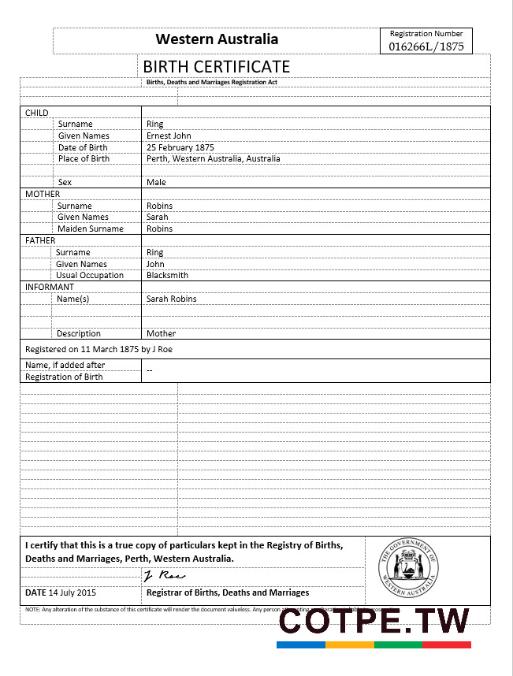 Western Australia
Registration Number
016266L/1875
BIRTH CERTIFICATE
Births, Deaths and Marriages Registration Act
CHILD
Surname Ring
Given Names Ernest John
Date of Birth 25 February 1875
Place of Birth Perth, Western Australia, Australia
Sex Male
MOTHER
Surname Robins
Given Names Sarah
Maiden Surname Robins
FATHER
Surname Ring
Given Names John
Usual Occupation Blacksmith
INFORMANT
Name(s) Sarah Robins
Description Mother
Registered on 11 March 1875 by J Roe
Name, if added after
Registration of Birth --
I certify that this is a true copy of particulars kept in the Registry of Births,
Deaths and Marriages, Perth, Western Australia.
J Roe
DATE 14 July 2015 Registrar of Births, Deaths and Marriages
THE GOVERNMENT OF
WESTERN AUSTRALIA
NOTE: Any alteration of the substance of this certificate will render the document valueless. Any person
COTPE.TW